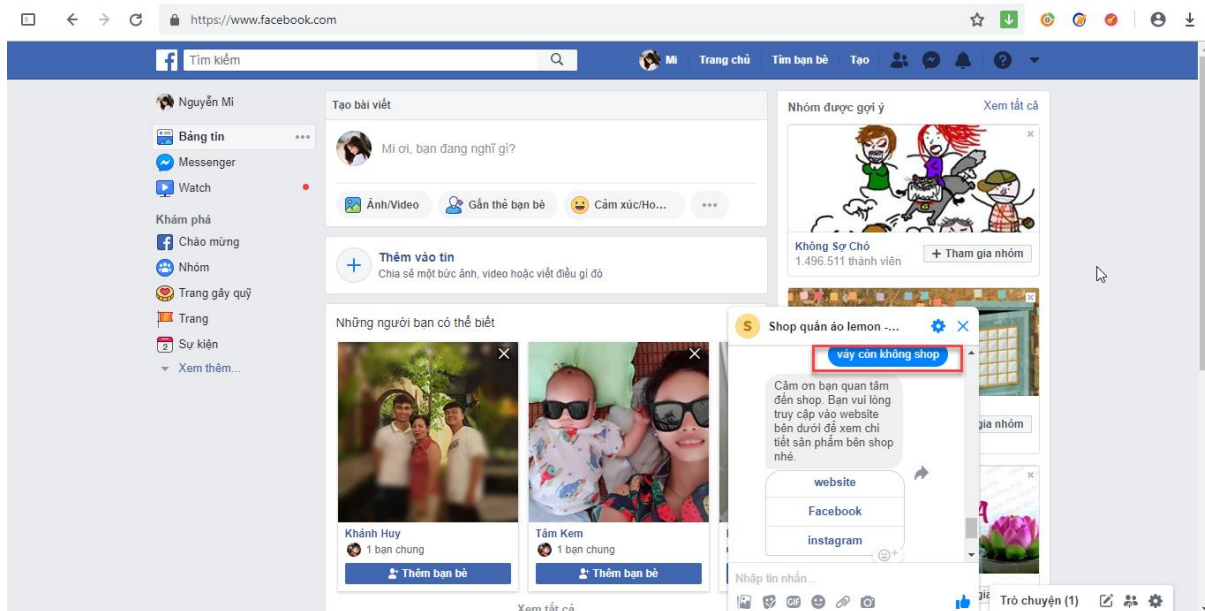 https://www.facebook.com
Tìm kiếm
Mi
Trang chủ
Tìm bạn bè
Tạo
Nguyễn Mi
Bảng tin
Messenger
Watch
Khám phá
Chào mừng
Nhóm
Trang gây quỹ
Trang
2
Sự kiện
Xem thêm...
Tạo bài viết
Mi ơi, bạn đang nghĩ gì?
Ảnh/Video
Gắn thẻ bạn bè
Cảm xúc/Ho...
Thêm vào tin
Chia sẻ một bức ảnh, video hoặc viết điều gì đó
Những người bạn có thể biết
Khánh Huy
1 bạn chung
Thêm bạn bè
Tâm Kem
1 bạn chung
Thêm bạn bè
Xem tất cả
Nhóm được gợi ý
Xem tất cả
Không Sợ Chó
1.496.511 thành viên
+ Tham gia nhóm
gia nhóm
S
Shop quần áo lemon -...
váy còn không shop
Cảm ơn bạn quan tâm
đến shop. Bạn vui lòng
truy cập vào website
bên dưới để xem chi
tiết sản phẩm bên shop
nhé.
website
Facebook
instagram
Nhập tin nhắn...
GIF
Trò chuyện (1)